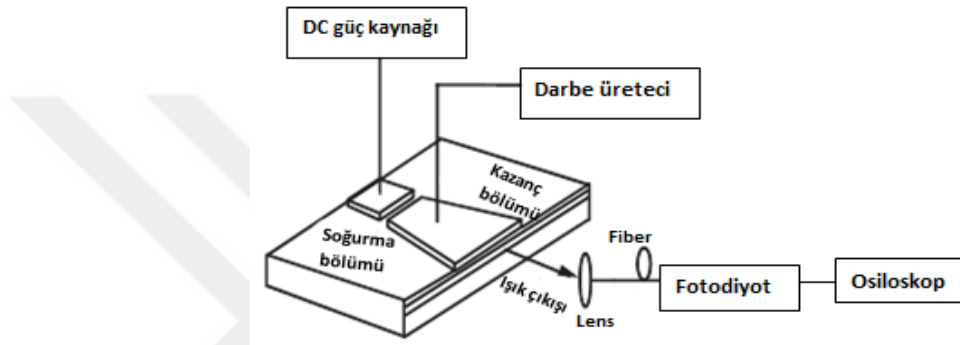 DC güç kaynağı
Darbe üreteci
Kazanç
bölümü
Soğurma
bölümü
Işık çıkışı
Lens
Fiber
Fotodiyot
Osiloskop